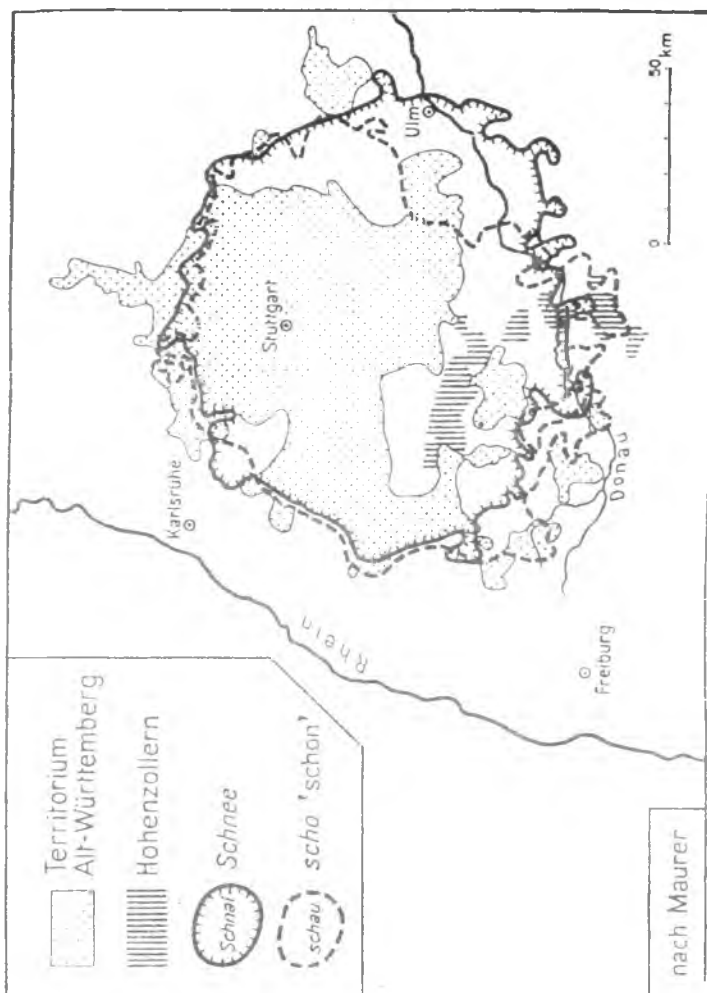 Territorium
Alt-Württemberg
Hohenzollern
Schnai Schnee
schau scho 'schon'
nach Maurer
Karlsruhe
Stuttgart
Ulm
Rhein
Freiburg
Donau
0 50 km